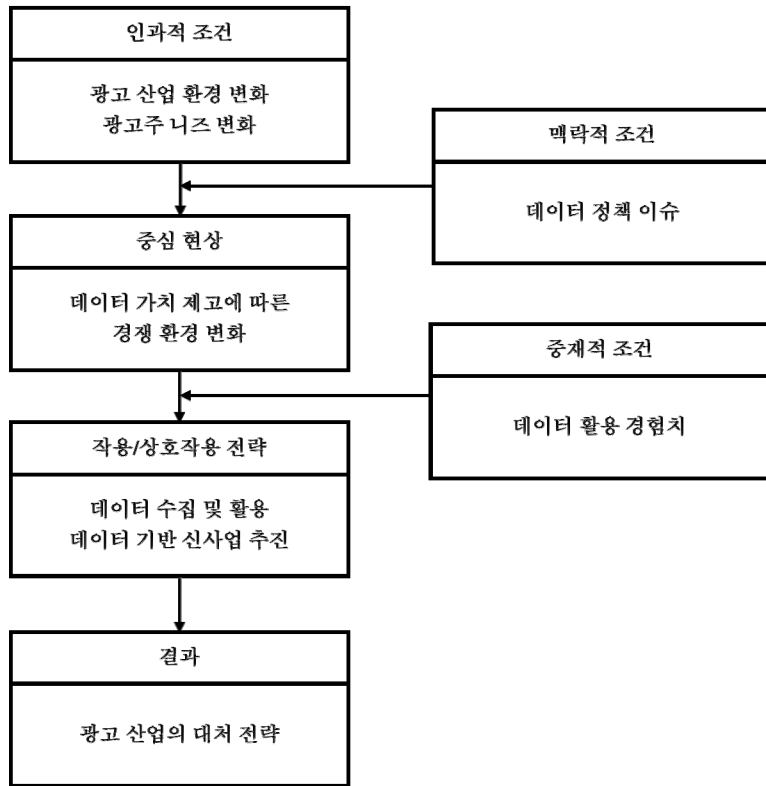 인과적 조건
광고 산업 환경 변화
광고주 니즈 변화
맥락적 조건
데이터 정책 이슈
중심 현상
데이터 가치 제고에 따른
경쟁 환경 변화
중재적 조건
데이터 활용 경험치
작용/상호작용 전략
데이터 수집 및 활용
데이터 기반 신사업 추진
결과
광고 산업의 대처 전략